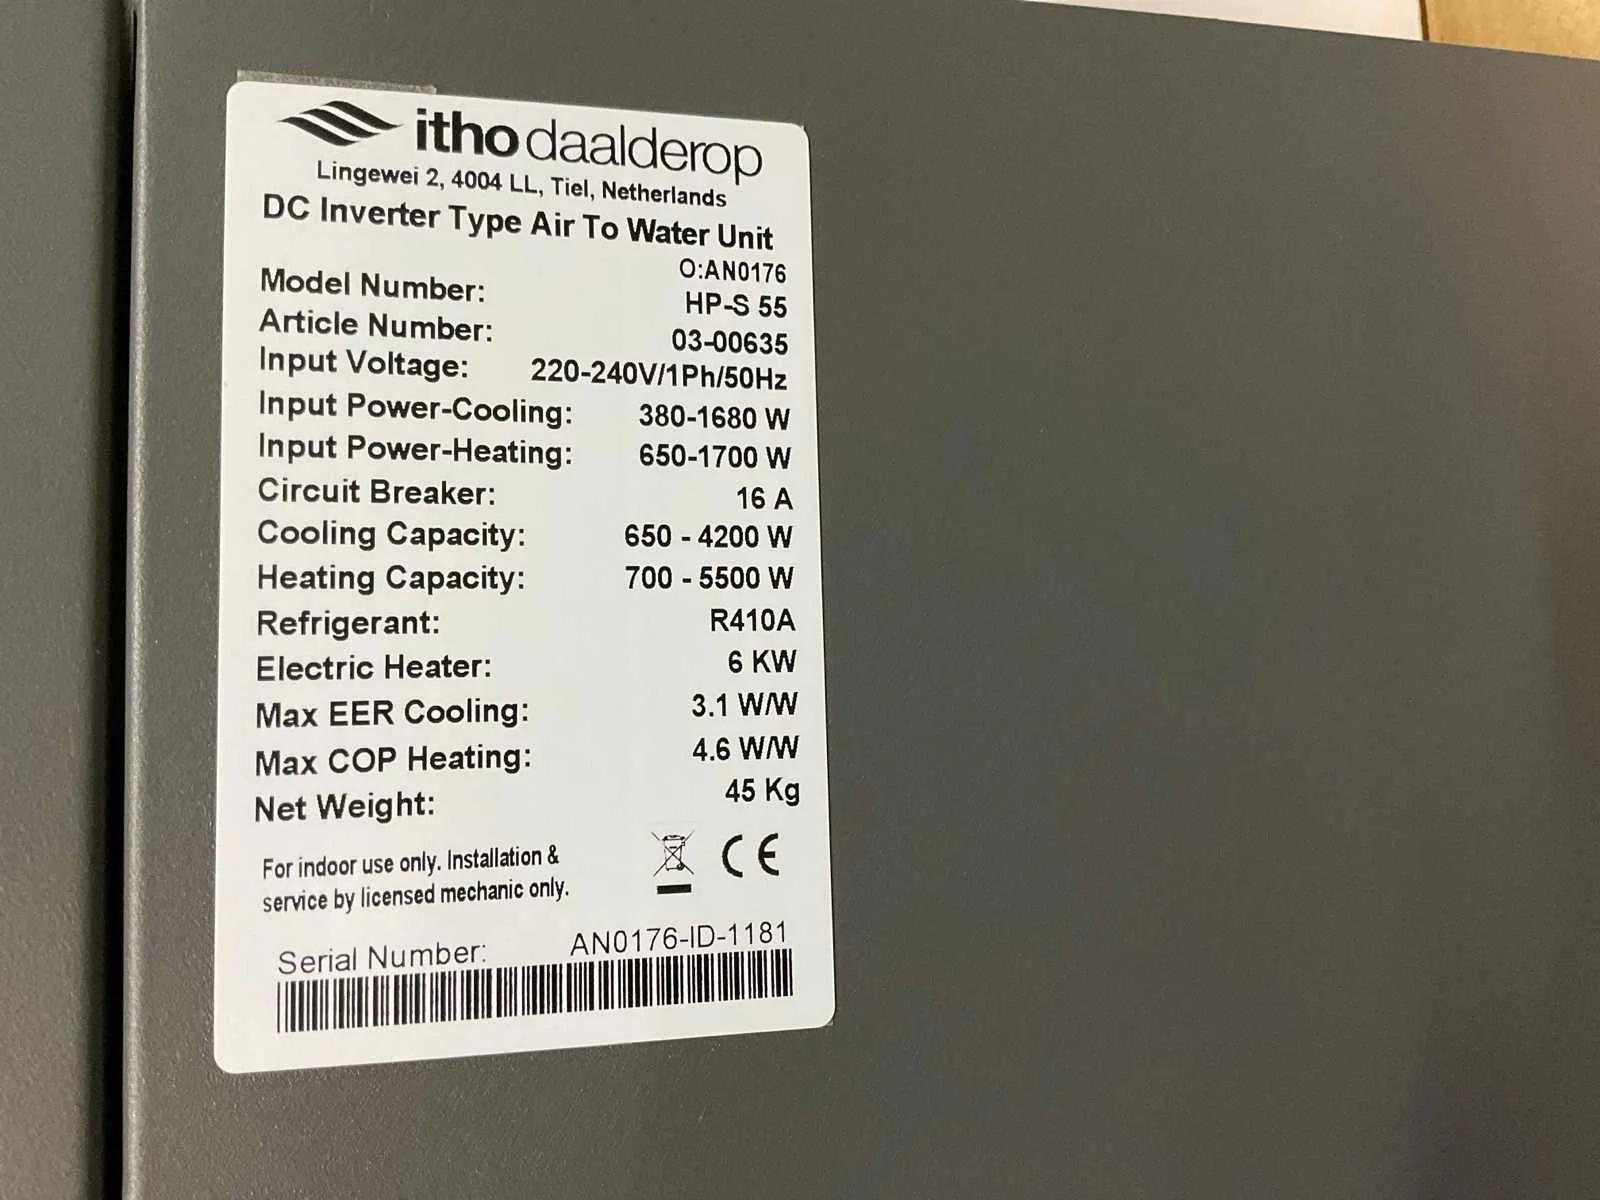 itho daalderop
Lingewei 2, 4004 LL, Tiel, Netherlands
DC Inverter Type Air To Water Unit
O:AN0176
Model Number: HP-S 55
Article Number: 03-00635
Input Voltage: 220-240V/1Ph/50Hz
Input Power-Cooling: 380-1680 W
Input Power-Heating: 650-1700 W
Circuit Breaker: 16 A
Cooling Capacity: 650 - 4200 W
Heating Capacity: 700 - 5500 W
Refrigerant: R410A
Electric Heater: 6 KW
Max EER Cooling: 3.1 W/W
Max COP Heating: 4.6 W/W
Net Weight: 45 Kg
For indoor use only. Installation &
service by licensed mechanic only.
CE
Serial Number: AN0176-ID-1181